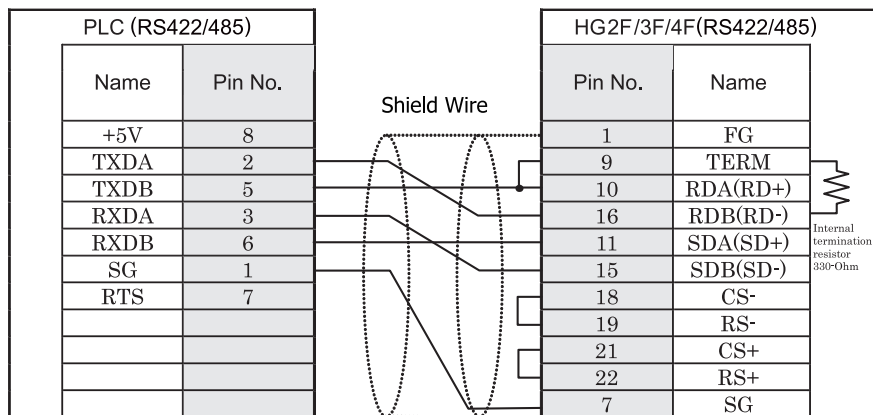 PLC (RS422/485)
Name Pin No.
+5V 8
TXDA 2
TXDB 5
RXDA 3
RXDB 6
SG 1
RTS 7
Shield Wire
HG2F/3F/4F(RS422/485)
Pin No. Name
1 FG
9 TERM
10 RDA(RD+)
16 RDB(RD-)
11 SDA(SD+)
15 SDB(SD-)
18 CS-
19 RS-
21 CS+
22 RS+
7 SG
Internal
termination
resistor
330-Ohm